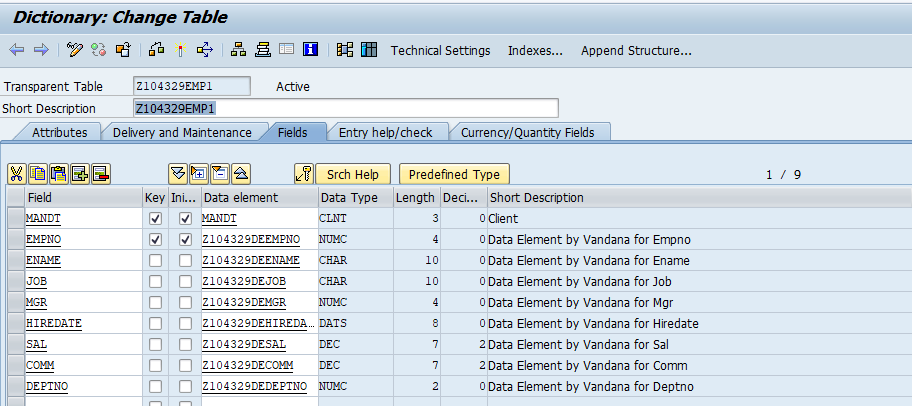 Dictionary: Change Table
Technical Settings Indexes... Append Structure...
Transparent Table Z104329EMP1 Active
Short Description Z104329EMP1
Attributes Delivery and Maintenance Fields Entry help/check Currency/Quantity Fields
Srch Help Predefined Type 1 / 9
Field Key Ini... Data element Data Type Length Deci... Short Description
MANDT MANDT CLNT 3 0 Client
EMPNO Z104329DEEMPNO NUMC 4 0 Data Element by Vandana for Empno
ENAME Z104329DEENAME CHAR 10 0 Data Element by Vandana for Ename
JOB Z104329DEJOB CHAR 10 0 Data Element by Vandana for Job
MGR Z104329DEMGR NUMC 4 0 Data Element by Vandana for Mgr
HIREDATE Z104329DEHIREDA... DATS 8 0 Data Element by Vandana for Hiredate
SAL Z104329DESAL DEC 7 2 Data Element by Vandana for Sal
COMM Z104329DECOMM DEC 7 2 Data Element by Vandana for Comm
DEPTNO Z104329DEDEPTNO NUMC 2 0 Data Element by Vandana for Deptno